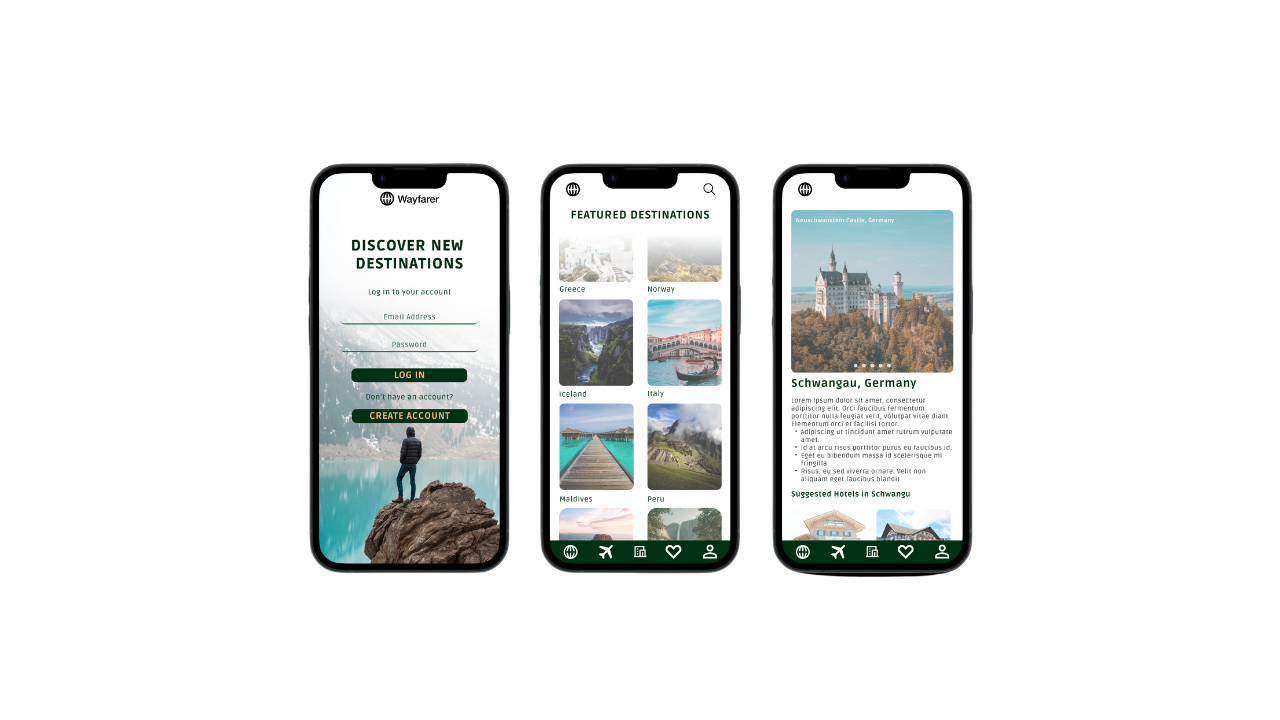 Wayfarer
DISCOVER NEW
DESTINATIONS
Log in to your account
Email Address
Password
LOG IN
Don't have an account?
CREATE ACCOUNT
FEATURED DESTINATIONS
Greece
Norway
Iceland
Italy
Maldives
Peru
Neuschwanstein Castle, Germany
Schwangau, Germany
Lorem ipsum dolor sit amet, consectetur
adipiscing elit. Orci faucibus fermentum
porttitor nulla feugiat velit, volutpat vitae diam.
Elementum orci et facilisi tortor.
• Adipiscing ut tincidunt amet rutrum vulputate
amet.
• Id at arcu risus porttitor purus eu faucibus id.
• Eget eu bibendum massa id scelerisque mi
fringilla.
• Risus, eu sed viverra ornare. Velit non
aliquam eget faucibus blandit.
Suggested Hotels in Schwangu